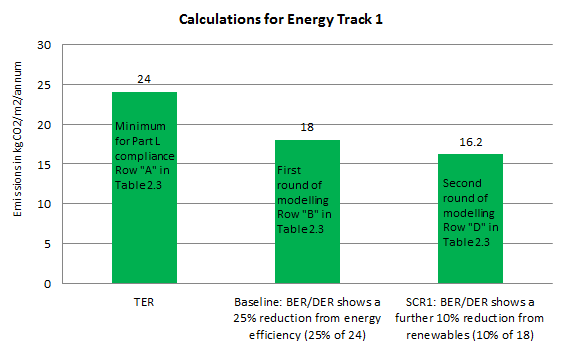 Calculations for Energy Track 1
Emissions in kgCO2/m2/annum
30
25
20
15
10
5
0
24
Minimum
for Part L
compliance
Row "A" in
Table 2.3
18
First
round of
modelling
Row "B" in
Table 2.3
16.2
Second
round of
modelling
Row "D" in
Table 2.3
TER
Baseline: BER/DER shows a
25% reduction from energy
efficiency (25% of 24)
SCR1: BER/DER shows a
further 10% reduction from
renewables (10% of 18)